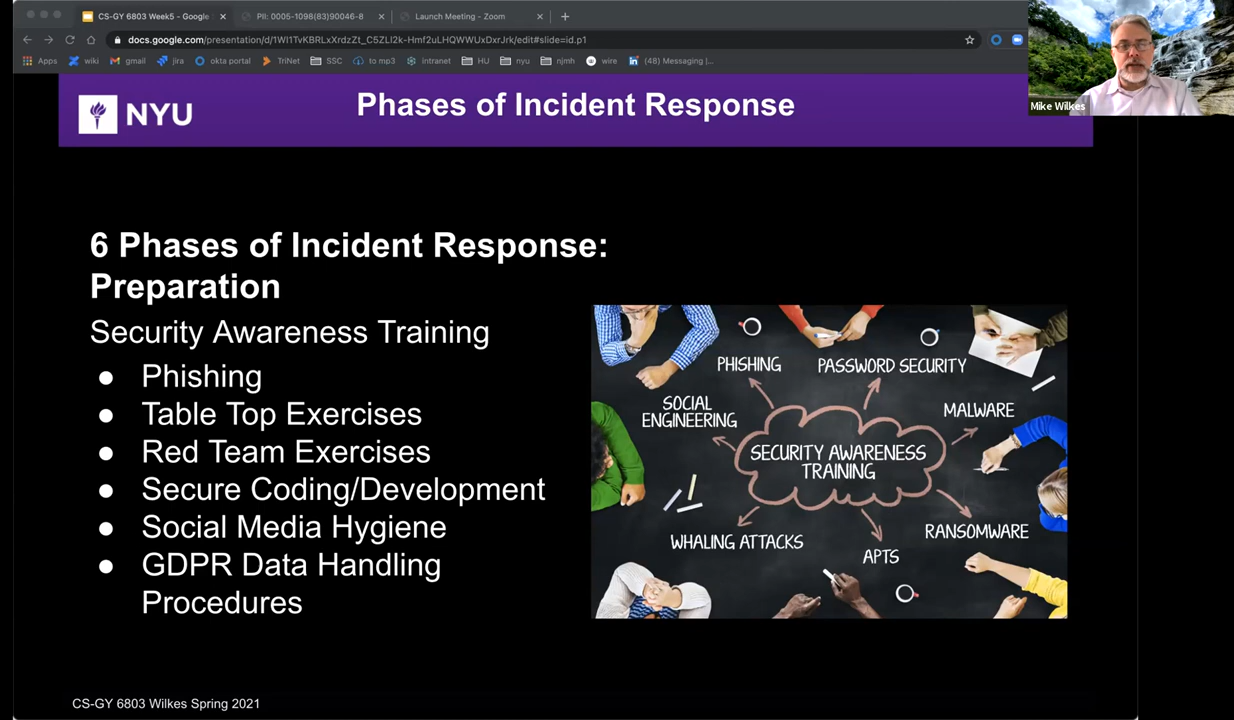 CS-GY 6803 Week5 - Google
PII: 0005-1098(83)90046-8
Launch Meeting - Zoom
docs.google.com/presentation/d/1WI1TvKBRLxXrdzZt_C5ZLI2k-Hmf2uLHQWWUxDxrJrk/edit#slide=id.p1
Apps wiki gmail jira okta portal TriNet SSC to mp3 intranet HU nyu njmh wire (48) Messaging |...
Mike Wilkes
NYU
Phases of Incident Response
6 Phases of Incident Response:
Preparation
Security Awareness Training
● Phishing
● Table Top Exercises
● Red Team Exercises
● Secure Coding/Development
● Social Media Hygiene
● GDPR Data Handling
Procedures
PHISHING
PASSWORD SECURITY
SOCIAL
ENGINEERING
MALWARE
SECURITY AWARENESS
TRAINING
WHALING ATTACKS
APTS
RANSOMWARE
CS-GY 6803 Wilkes Spring 2021